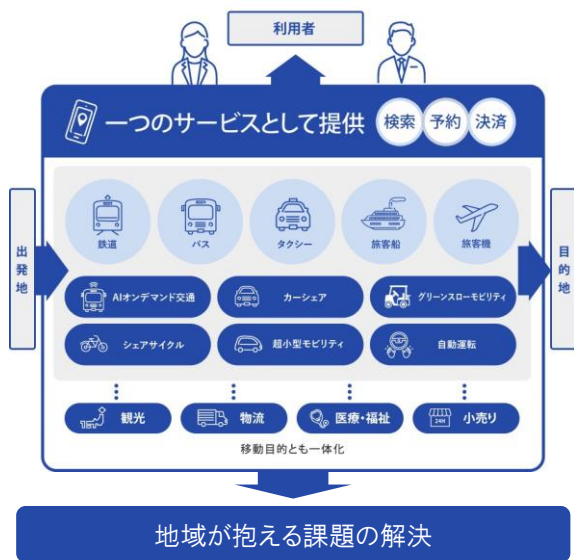 利用者
一つのサービスとして提供
検索
予約
決済
出発地
目的地
鉄道
バス
タクシー
旅客船
旅客機
AIオンデマンド交通
カーシェア
グリーンスローモビリティ
シェアサイクル
超小型モビリティ
自動運転
観光
物流
医療・福祉
24H
小売り
移動目的とも一体化
地域が抱える課題の解決